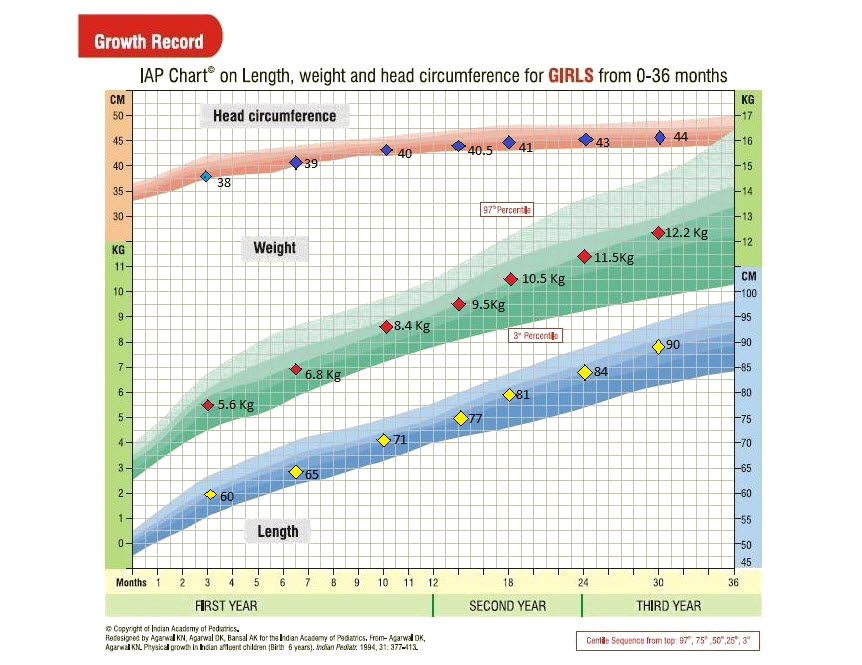 Growth Record
IAP Chart© on Length, weight and head circumference for GIRLS from 0-36 months
CM
50
45
40
35
30
KG
11
10
9
8
7
6
5
4
3
2
1
0
Head circumference
38
39
40
40.5
41
43
44
97th Percentile
Weight
5.6 Kg
6.8 Kg
8.4 Kg
9.5Kg
10.5 Kg
11.5Kg
12.2 Kg
3rd Percentile
60
65
71
77
81
84
90
Length
KG
17
16
15
14
13
12
CM
100
95
90
85
80
75
70
65
60
55
50
45
Months 1 2 3 4 5 6 7 8 9 10 11 12 18 24 30 36
FIRST YEAR SECOND YEAR THIRD YEAR
© Copyright of Indian Academy of Pediatrics.
Redesigned by Agarwal KN, Agarwal DK, Bansal AK for the Indian Academy of Pediatrics. From- Agarwal DK,
Agarwal KN. Physical growth in Indian affluent children (Birth 6 years). Indian Pediatr. 1994, 31: 377-413.
Centile Sequence from top: 97th, 75th ,50th,25th, 3rd